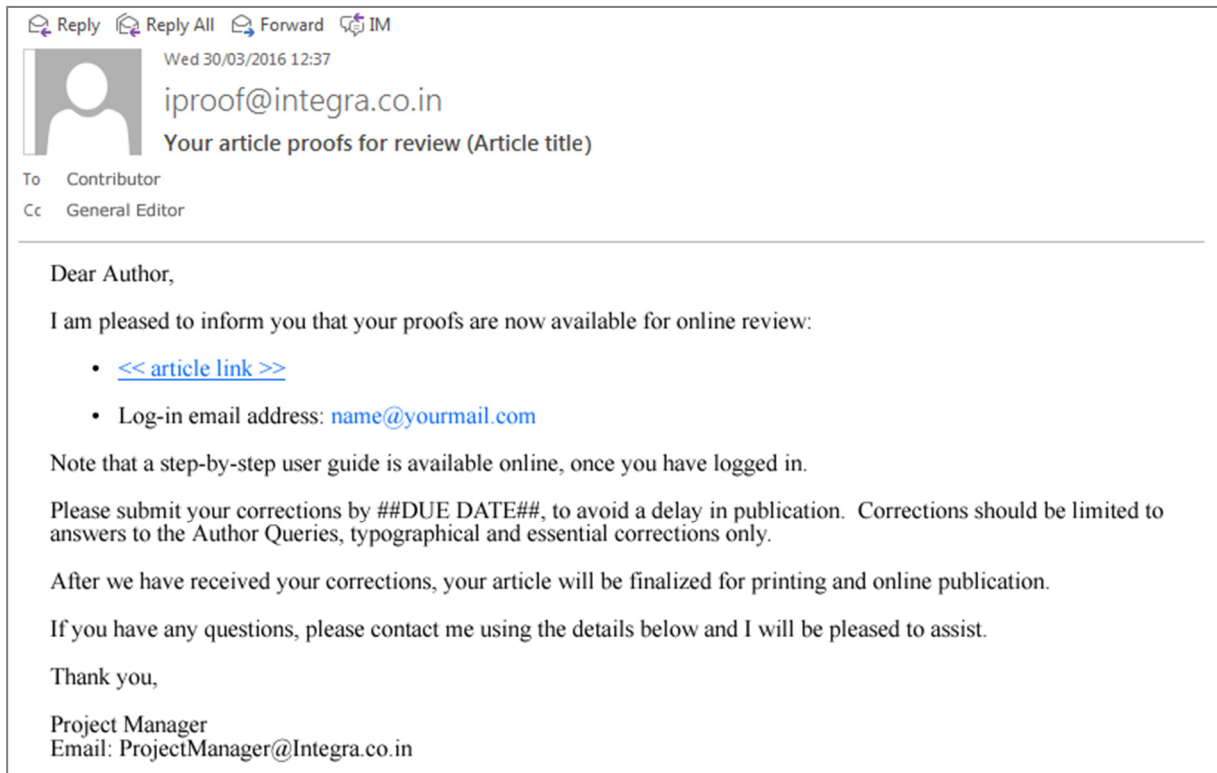 Reply Reply All Forward IM
Wed 30/03/2016 12:37
iproof@integra.co.in
Your article proofs for review (Article title)
To Contributor
Cc General Editor
Dear Author,
I am pleased to inform you that your proofs are now available for online review:
• << article link >>
• Log-in email address: name@yourmail.com
Note that a step-by-step user guide is available online, once you have logged in.
Please submit your corrections by ##DUE DATE##, to avoid a delay in publication.  Corrections should be limited to
answers to the Author Queries, typographical and essential corrections only.
After we have received your corrections, your article will be finalized for printing and online publication.
If you have any questions, please contact me using the details below and I will be pleased to assist.
Thank you,
Project Manager
Email: ProjectManager@Integra.co.in